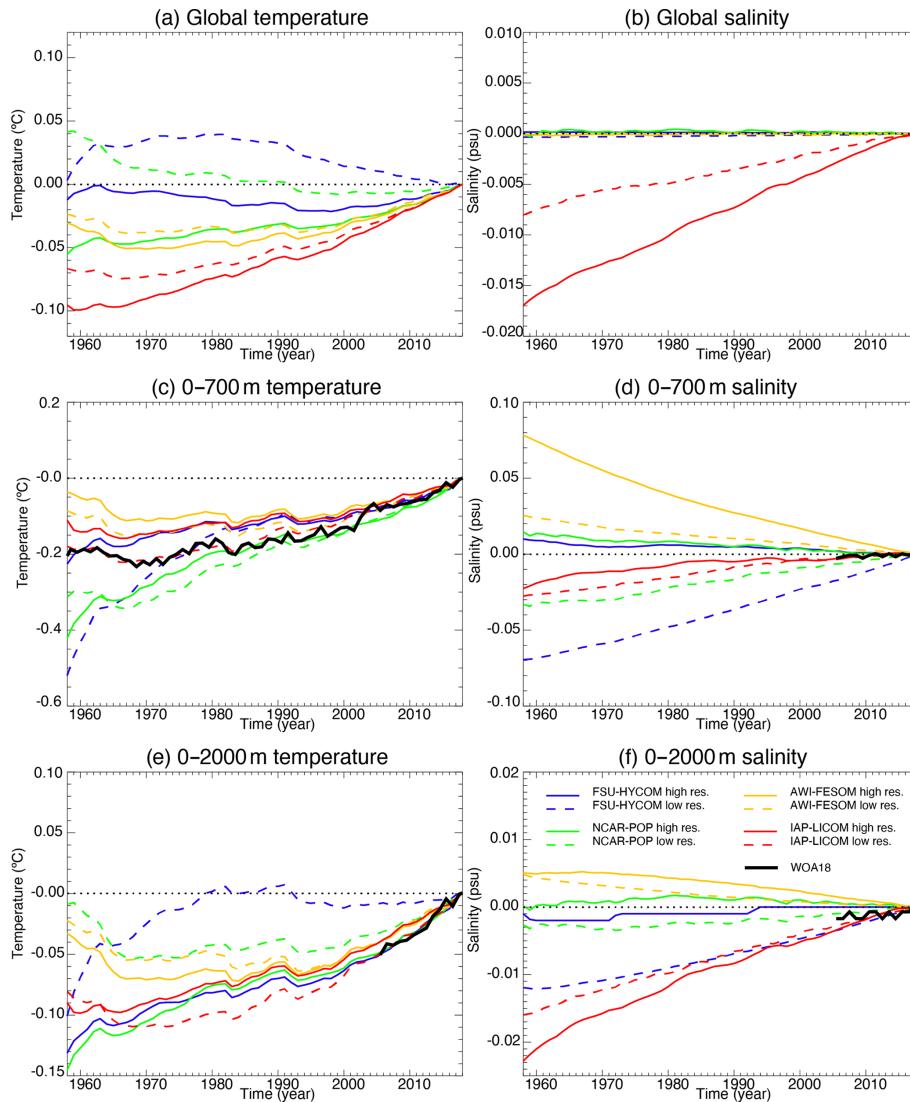 (a) Global temperature
(b) Global salinity
0.10
0.05
0.00
-0.05
-0.10
Temperature (ºC)
1960 1970 1980 1990 2000 2010
Time (year)
0.010
0.005
0.000
-0.005
-0.010
-0.015
-0.020
Salinity (psu)
1960 1970 1980 1990 2000 2010
Time (year)
(c) 0–700 m temperature
(d) 0–700 m salinity
0.2
-0.0
-0.2
-0.4
-0.6
Temperature (ºC)
1960 1970 1980 1990 2000 2010
Time (year)
0.10
0.05
0.00
-0.05
-0.10
Salinity (psu)
1960 1970 1980 1990 2000 2010
Time (year)
(e) 0–2000 m temperature
(f) 0–2000 m salinity
0.10
0.05
-0.00
-0.05
-0.10
-0.15
Temperature (ºC)
1960 1970 1980 1990 2000 2010
Time (year)
0.02
0.01
0.00
-0.01
-0.02
Salinity (psu)
FSU-HYCOM high res.
FSU-HYCOM low res.
NCAR-POP high res.
NCAR-POP low res.
AWI-FESOM high res.
AWI-FESOM low res.
IAP-LICOM high res.
IAP-LICOM low res.
WOA18
1960 1970 1980 1990 2000 2010
Time (year)